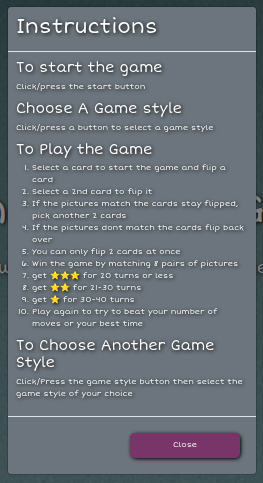 Instructions
To start the game
Click/press the start button
Choose A Game style
Click/press a button to select a game style
To Play the Game
1. Select a card to start the game and flip a
card
2. Select a 2nd card to flip it
3. If the pictures match the cards stay flipped,
pick another 2 cards
4. If the pictures dont match the cards flip back
over
5. You can only flip 2 cards at once
6. Win the game by matching 8 pairs of pictures
7. get ⭐⭐⭐ for 20 turns or less
8. get ⭐⭐ for 21-30 turns
9. get ⭐ for 30-40 turns
10. Play again to try to beat your number of
moves or your best time
To Choose Another Game
Style
Click/Press the game style button then select the
game style of your choice
Close